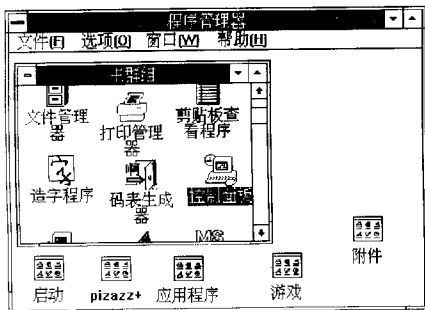 程序管理器
文件(F) 选项(O) 窗口(W) 帮助(H)
主群组
文件管理器
打印管理器
剪贴板查看程序
造字程序
码表生成器
控制面板
MS
附件
启动
pizazz+
应用程序
游戏